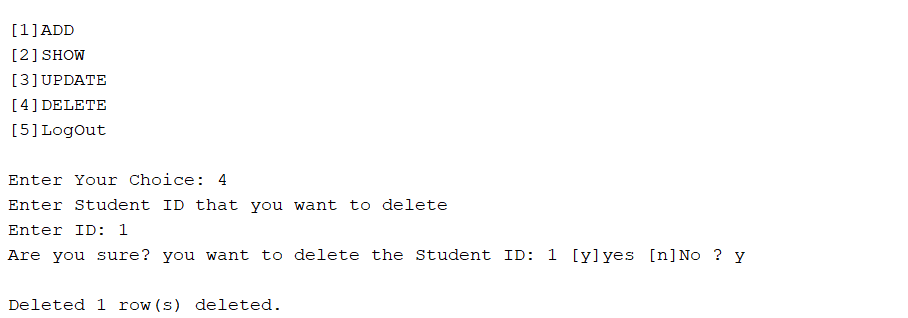 [1]ADD
[2]SHOW
[3]UPDATE
[4]DELETE
[5]LogOut
Enter Your Choice: 4
Enter Student ID that you want to delete
Enter ID: 1
Are you sure? you want to delete the Student ID: 1 [y]yes [n]No ? y
Deleted 1 row(s) deleted.